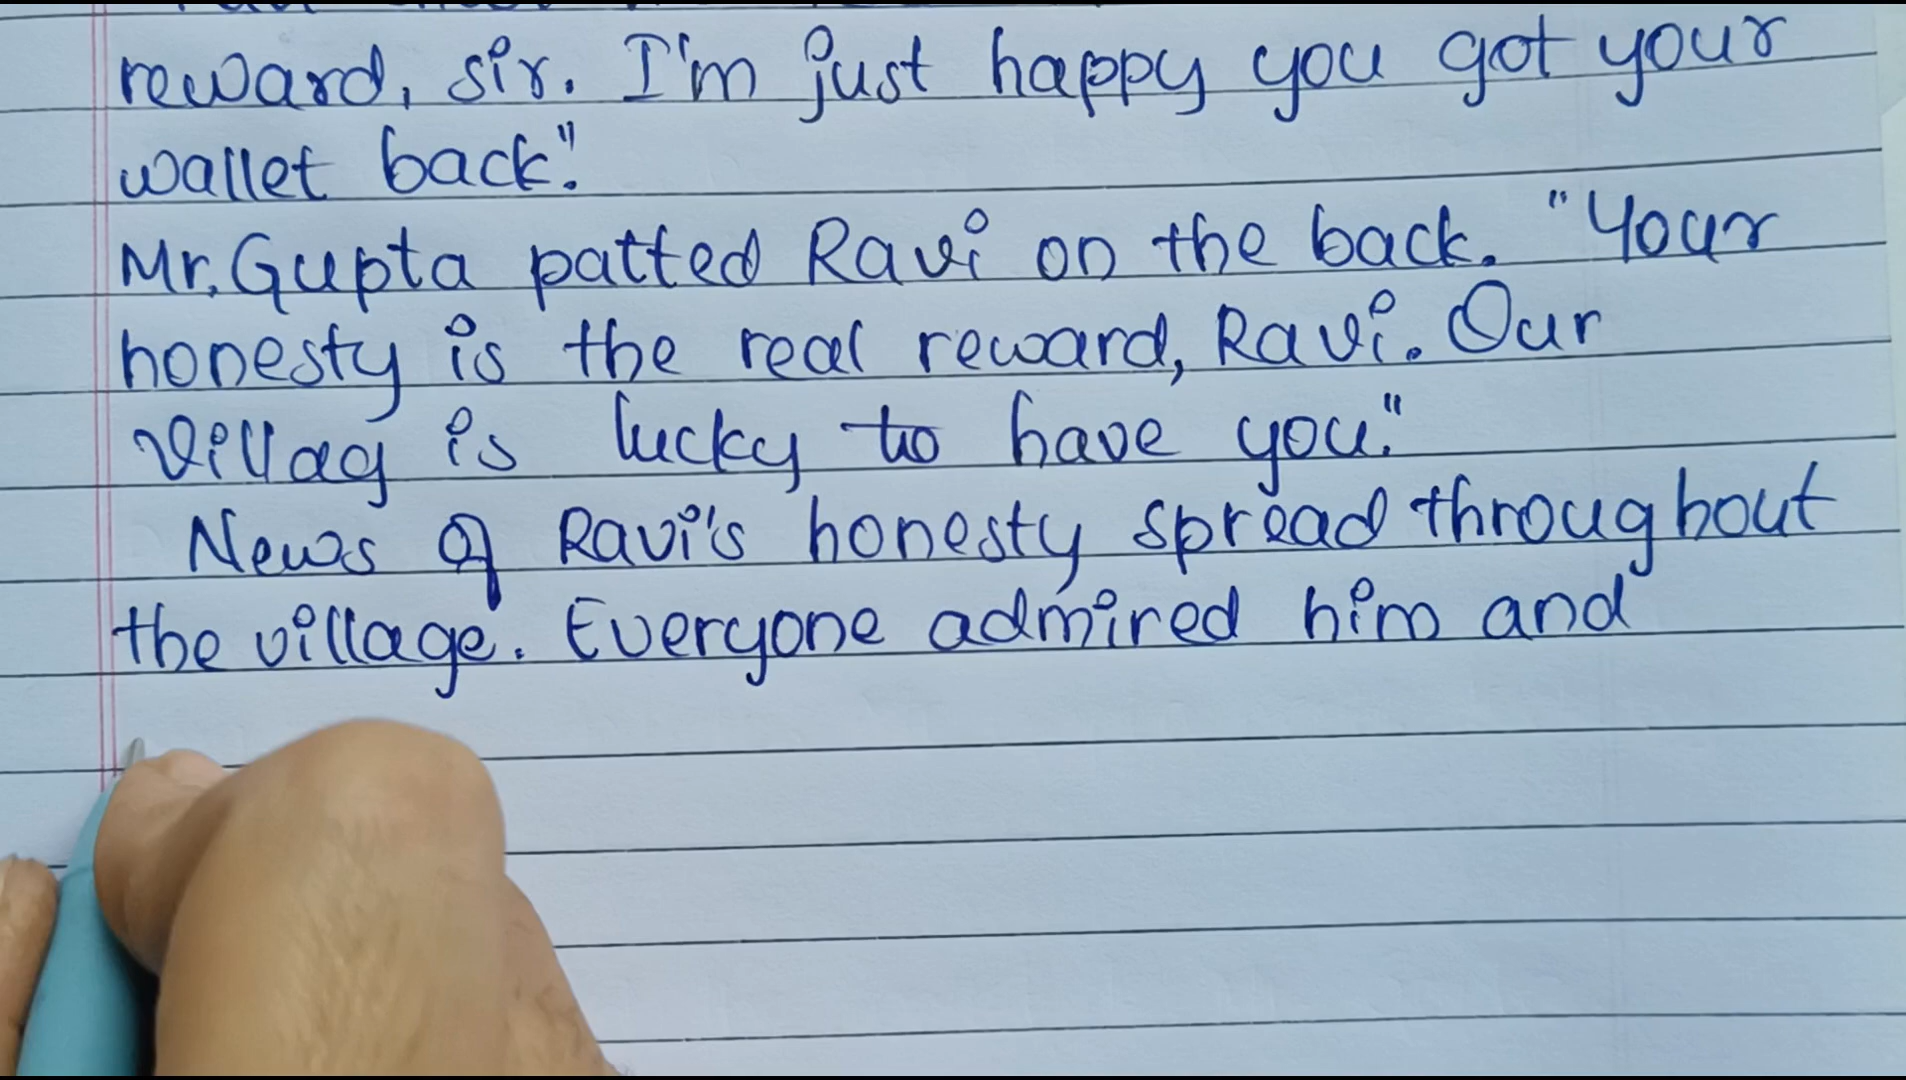 reward, sir. I'm just happy you got your
wallet back."
Mr. Gupta patted Ravi on the back. "Your
honesty is the real reward, Ravi. Our
Villag is lucky to have you."
News of Ravi's honesty spread throughout
the village. Everyone admired him and